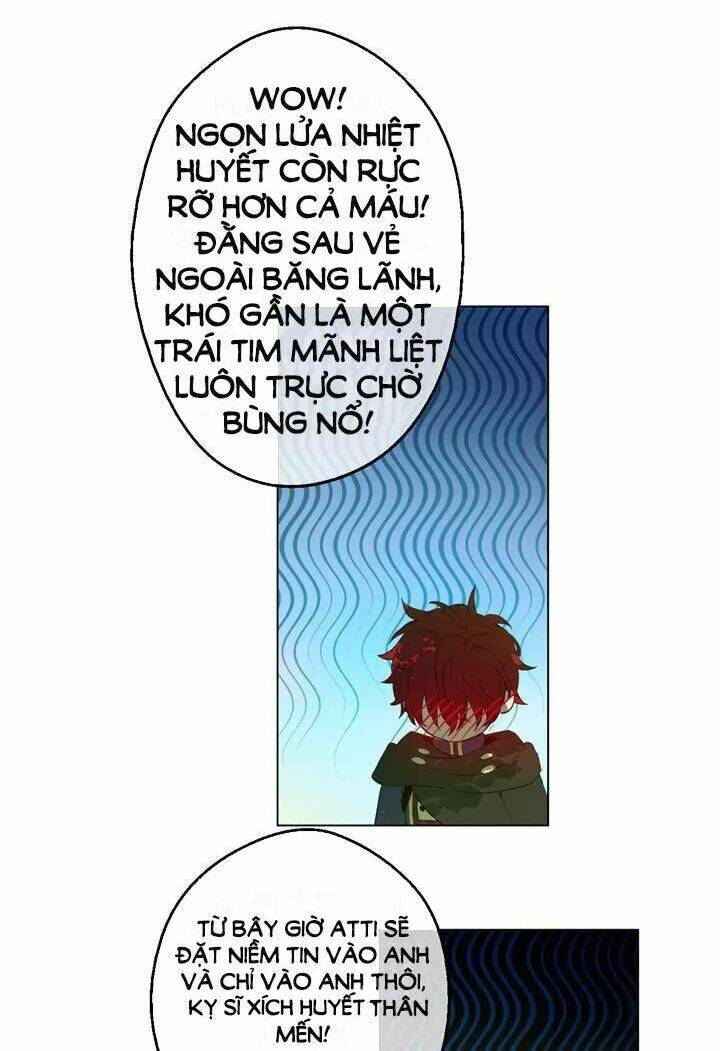 WOW!
NGỌN LỬA NHIỆT
HUYẾT CÒN RỰC
RỠ HƠN CẢ MÁU!
ĐẰNG SAU VẺ
NGOÀI BĂNG LÃNH,
KHÓ GẦN LÀ MỘT
TRÁI TIM MÃNH LIỆT
LUÔN TRỰC CHỜ
BÙNG NỔ!
TỪ BÂY GIỜ ATTI SẼ
ĐẶT NIỀM TIN VÀO ANH
VÀ CHỈ VÀO ANH THÔI,
KỴ SĨ XÍCH HUYẾT THÂN
MẾN!